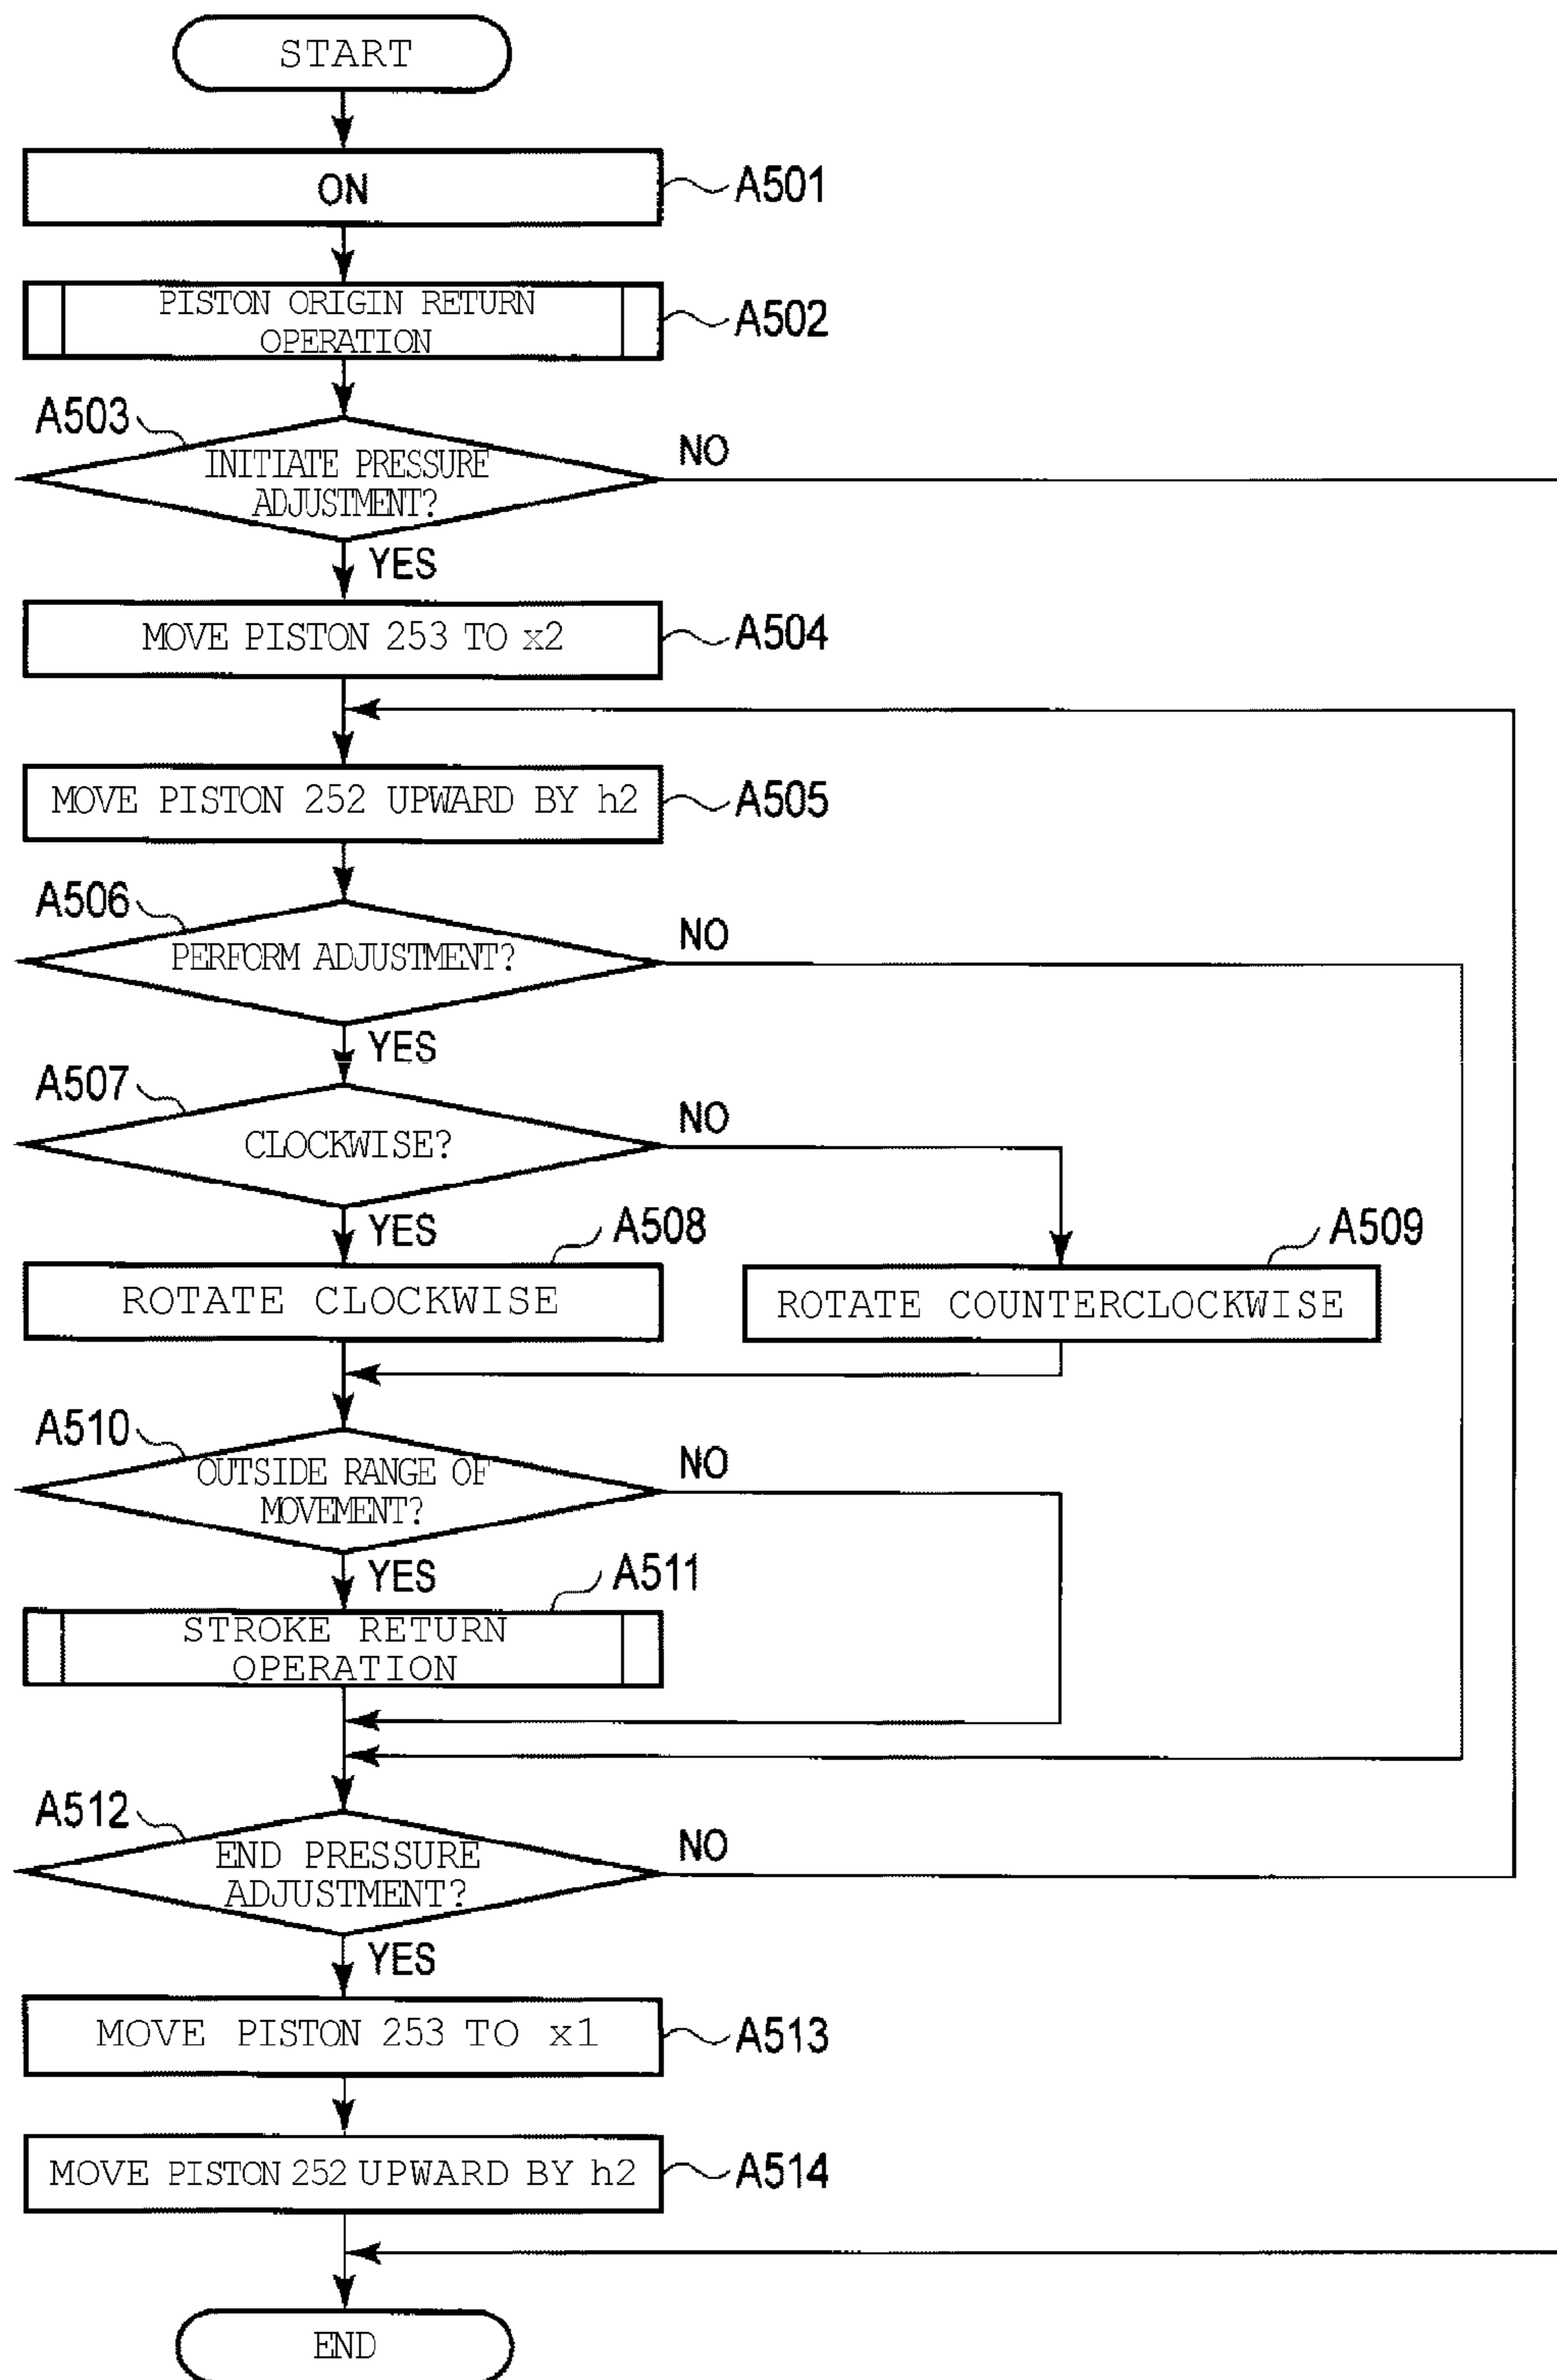 START
ON
A501
PISTON ORIGIN RETURN
OPERATION
A502
A503
INITIATE PRESSURE
ADJUSTMENT?
NO
YES
MOVE PISTON 253 TO x2
A504
MOVE PISTON 252 UPWARD BY h2
A505
A506
PERFORM ADJUSTMENT?
NO
YES
A507
CLOCKWISE?
NO
YES
A508
ROTATE CLOCKWISE
A509
ROTATE COUNTERCLOCKWISE
A510
OUTSIDE RANGE OF
MOVEMENT?
NO
YES
A511
STROKE RETURN
OPERATION
A512
END PRESSURE
ADJUSTMENT?
NO
YES
MOVE PISTON 253 TO x1
A513
MOVE PISTON 252 UPWARD BY h2
A514
END